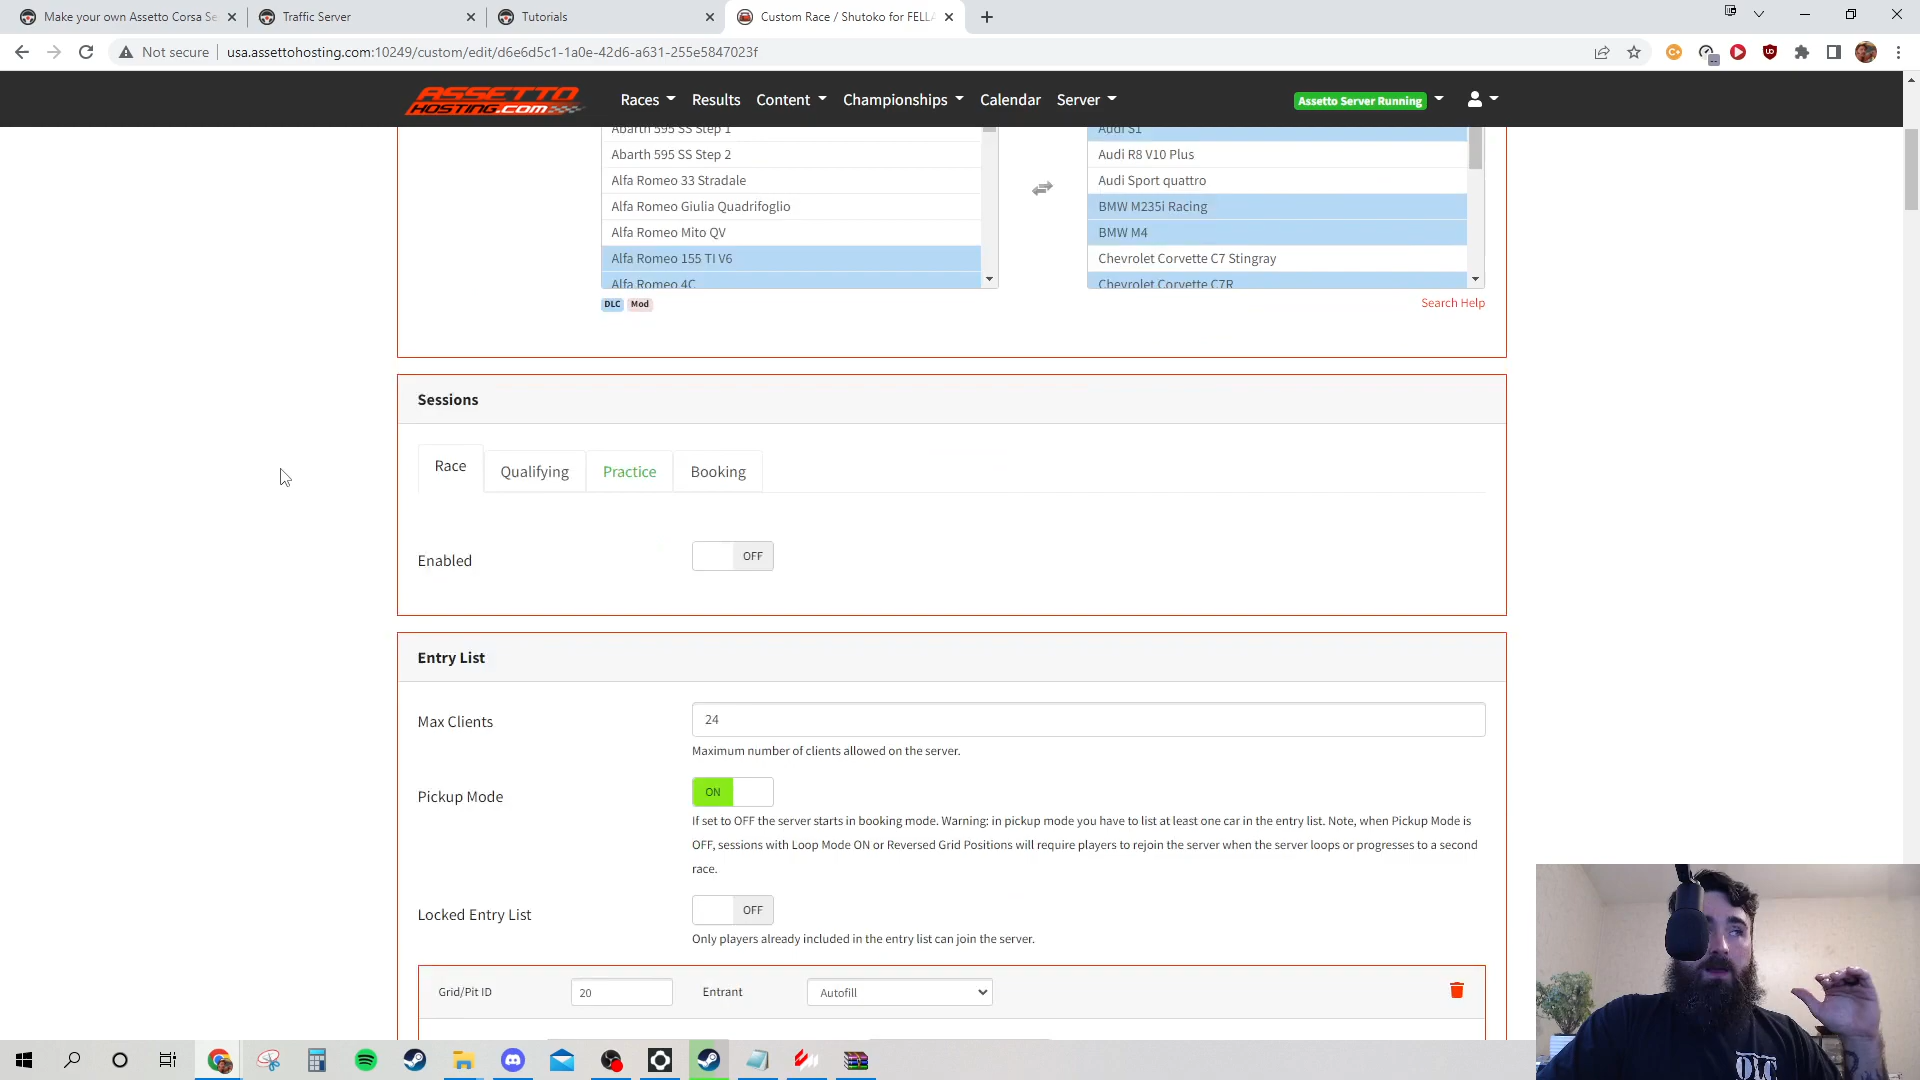 Make your own Assetto Corsa Se
Traffic Server
Tutorials
Custom Race / Shutoko for FELLA
Not secure
usa.assettohosting.com:10249/custom/edit/d6e6d5c1-1a0e-42d6-a631-255e5847023f
ASSETTO
HOSTING.COM
Races
Results
Content
Championships
Calendar
Server
Assetto Server Running
Abarth 595 SS Step 1
Abarth 595 SS Step 2
Alfa Romeo 33 Stradale
Alfa Romeo Giulia Quadrifoglio
Alfa Romeo Mito QV
Alfa Romeo 155 TI V6
Alfa Romeo 4C
Audi S1
Audi R8 V10 Plus
Audi Sport quattro
BMW M235i Racing
BMW M4
Chevrolet Corvette C7 Stingray
Chevrolet Corvette C7R
DLC Mod
Search Help
Sessions
Race
Qualifying
Practice
Booking
Enabled
OFF
Entry List
Max Clients
24
Maximum number of clients allowed on the server.
Pickup Mode
ON
If set to OFF the server starts in booking mode. Warning: in pickup mode you have to list at least one car in the entry list. Note, when Pickup Mode is
OFF, sessions with Loop Mode ON or Reversed Grid Positions will require players to rejoin the server when the server loops or progresses to a second
race.
Locked Entry List
OFF
Only players already included in the entry list can join the server.
Grid/Pit ID
20
Entrant
Autofill
OLC